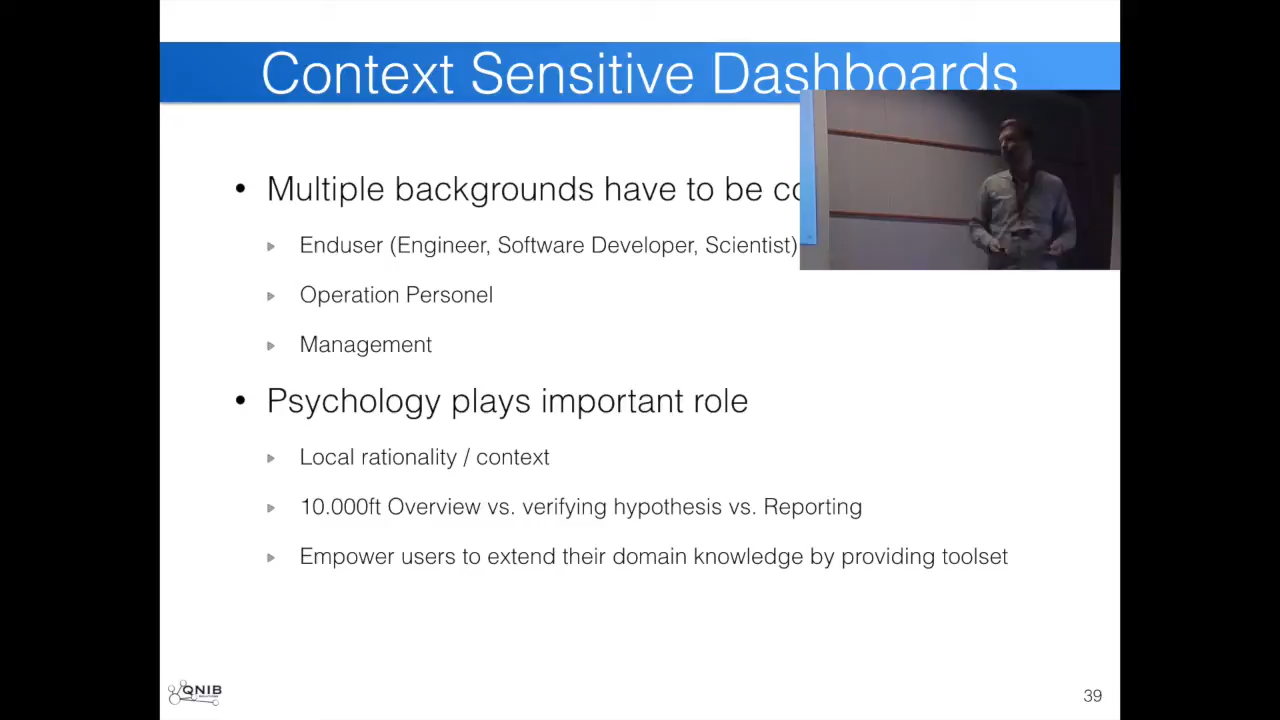 Context Sensitive Dashboards
• Multiple backgrounds have to be
Enduser (Engineer, Software Developer, Scientist)
Operation Personel
Management
• Psychology plays important role
Local rationality / context
10.000ft Overview vs. verifying hypothesis vs. Reporting
Empower users to extend their domain knowledge by providing toolset
QNIB
SOLUTIONS
39